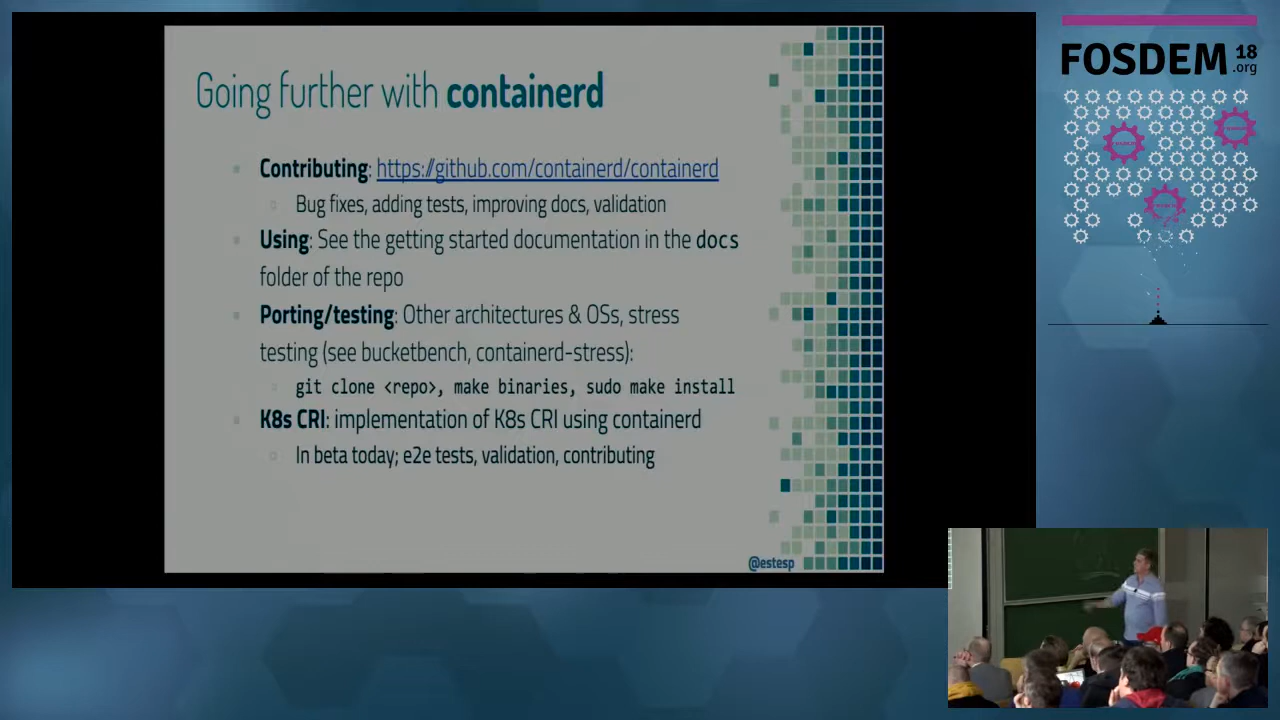 Going further with containerd
Contributing: https://github.com/containerd/containerd
Bug fixes, adding tests, improving docs, validation
Using: See the getting started documentation in the docs
folder of the repo
Porting/testing: Other architectures & OSs, stress
testing (see bucketbench, containerd-stress):
git clone <repo>, make binaries, sudo make install
K8s CRI: implementation of K8s CRI using containerd
In beta today; e2e tests, validation, contributing
@estesp
FOSDEM 18
.org